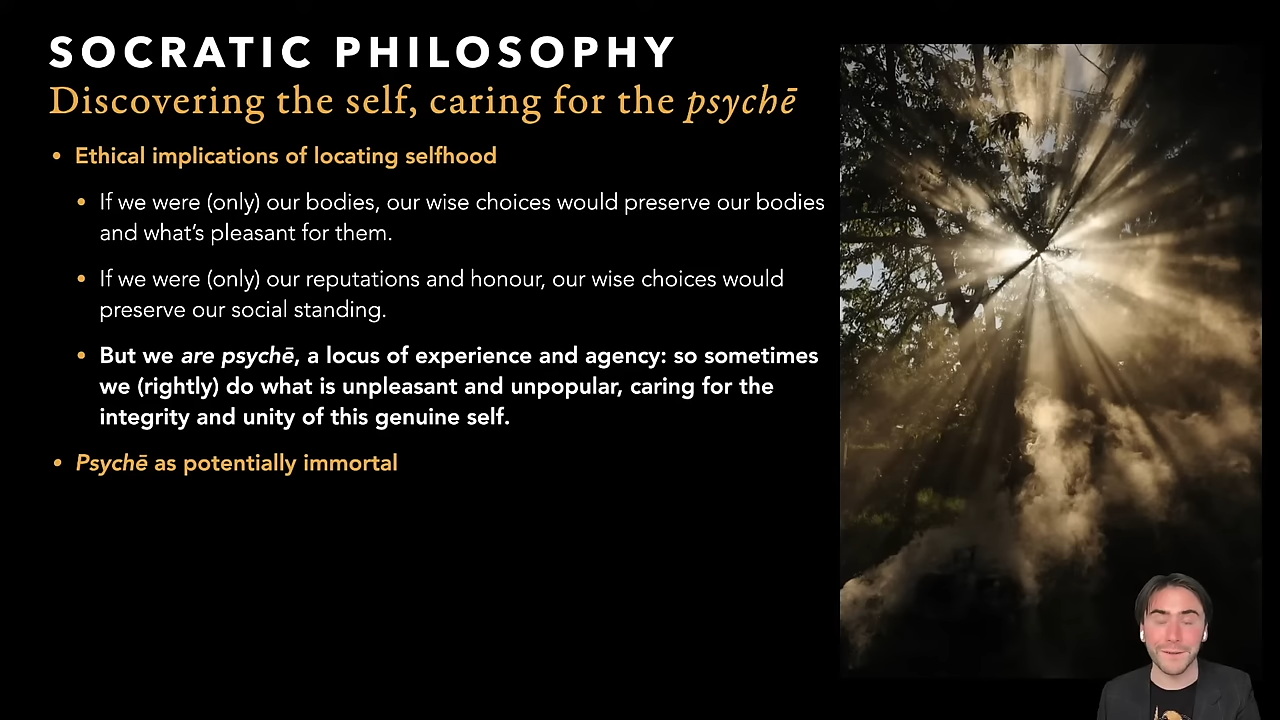 SOCRATIC PHILOSOPHY
Discovering the self, caring for the psychē
• Ethical implications of locating selfhood
• If we were (only) our bodies, our wise choices would preserve our bodies
and what’s pleasant for them.
• If we were (only) our reputations and honour, our wise choices would
preserve our social standing.
• But we are psychē, a locus of experience and agency: so sometimes
we (rightly) do what is unpleasant and unpopular, caring for the
integrity and unity of this genuine self.
• Psychē as potentially immortal